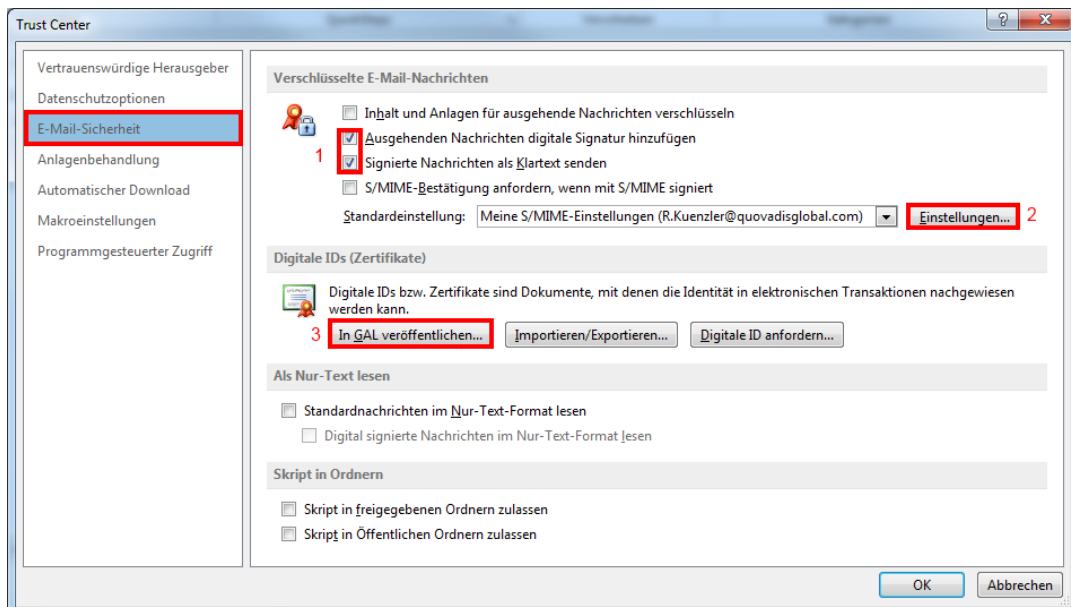 Trust Center
Vertrauenswürdige Herausgeber
Datenschutzoptionen
E-Mail-Sicherheit
Anlagenbehandlung
Automatischer Download
Makroeinstellungen
Programmgesteuerter Zugriff
Verschlüsselte E-Mail-Nachrichten
Inhalt und Anlagen für ausgehende Nachrichten verschlüsseln
Ausgehenden Nachrichten digitale Signatur hinzufügen
1
Signierte Nachrichten als Klartext senden
S/MIME-Bestätigung anfordern, wenn mit S/MIME signiert
Standardeinstellung: Meine S/MIME-Einstellungen (R.Kuenzler@quovadisglobal.com) Einstellungen... 2
Digitale IDs (Zertifikate)
Digitale IDs bzw. Zertifikate sind Dokumente, mit denen die Identität in elektronischen Transaktionen nachgewiesen
werden kann.
3 In GAL veröffentlichen... Importieren/Exportieren... Digitale ID anfordern...
Als Nur-Text lesen
Standardnachrichten im Nur-Text-Format lesen
Digital signierte Nachrichten im Nur-Text-Format lesen
Skript in Ordnern
Skript in freigegebenen Ordnern zulassen
Skript in Öffentlichen Ordnern zulassen
OK Abbrechen